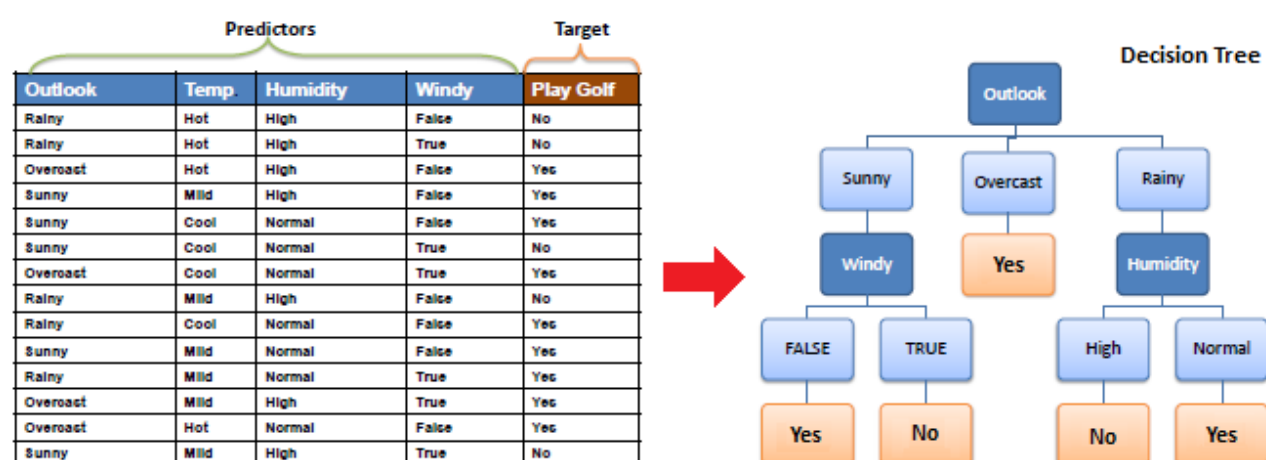 Predictors Target
Decision Tree
Outlook Temp. Humidity Windy Play Golf
Rainy Hot High False No
Rainy Hot High True No
Overcast Hot High False Yes
Sunny Mild High False Yes
Sunny Cool Normal False Yes
Sunny Cool Normal True No
Overcast Cool Normal True Yes
Rainy Mild High False No
Rainy Cool Normal False Yes
Sunny Mild Normal False Yes
Rainy Mild Normal True Yes
Overcast Mild High True Yes
Overcast Hot Normal False Yes
Sunny Mild High True No
Outlook
Sunny Overcast Rainy
Windy Yes Humidity
FALSE TRUE High Normal
Yes No No Yes